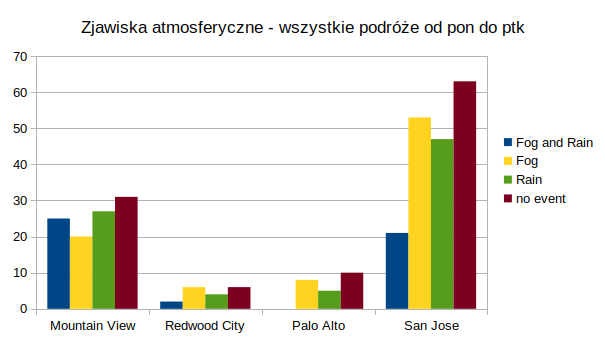 Zjawiska atmosferyczne - wszystkie podróże od pon do ptk
70
60
50
40
30
20
10
0
Mountain View
Redwood City
Palo Alto
San Jose
Fog and Rain
Fog
Rain
no event